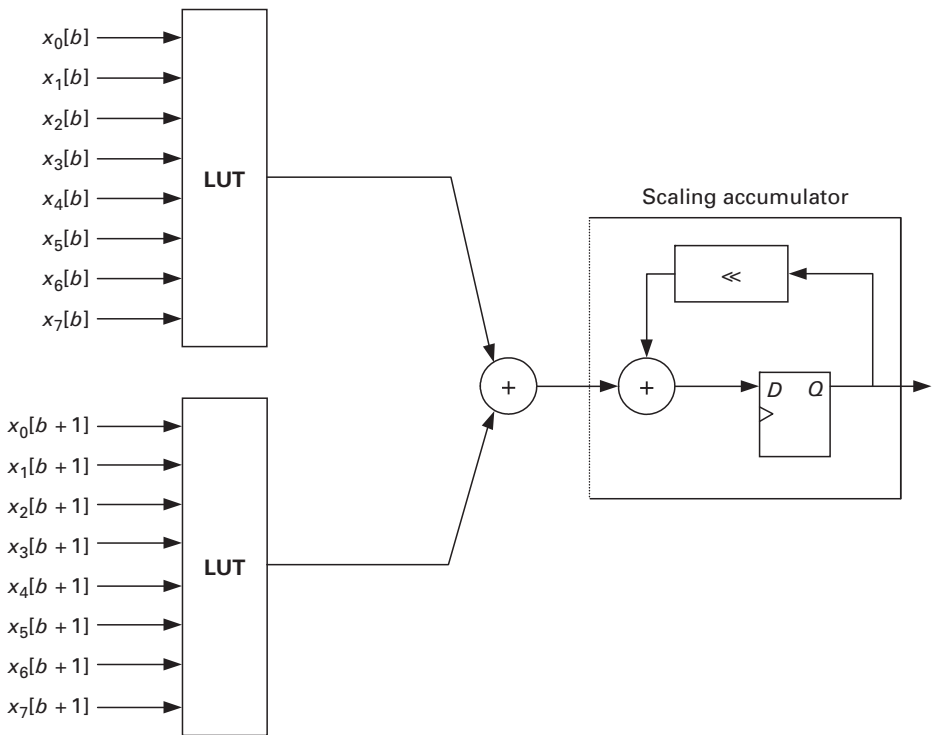 x₀[b]
x₁[b]
x₂[b]
x₃[b]
x₄[b]
x₅[b]
x₆[b]
x₇[b]
LUT
Scaling accumulator
≪
+
+
D Q
x₀[b + 1]
x₁[b + 1]
x₂[b + 1]
x₃[b + 1]
x₄[b + 1]
x₅[b + 1]
x₆[b + 1]
x₇[b + 1]
LUT